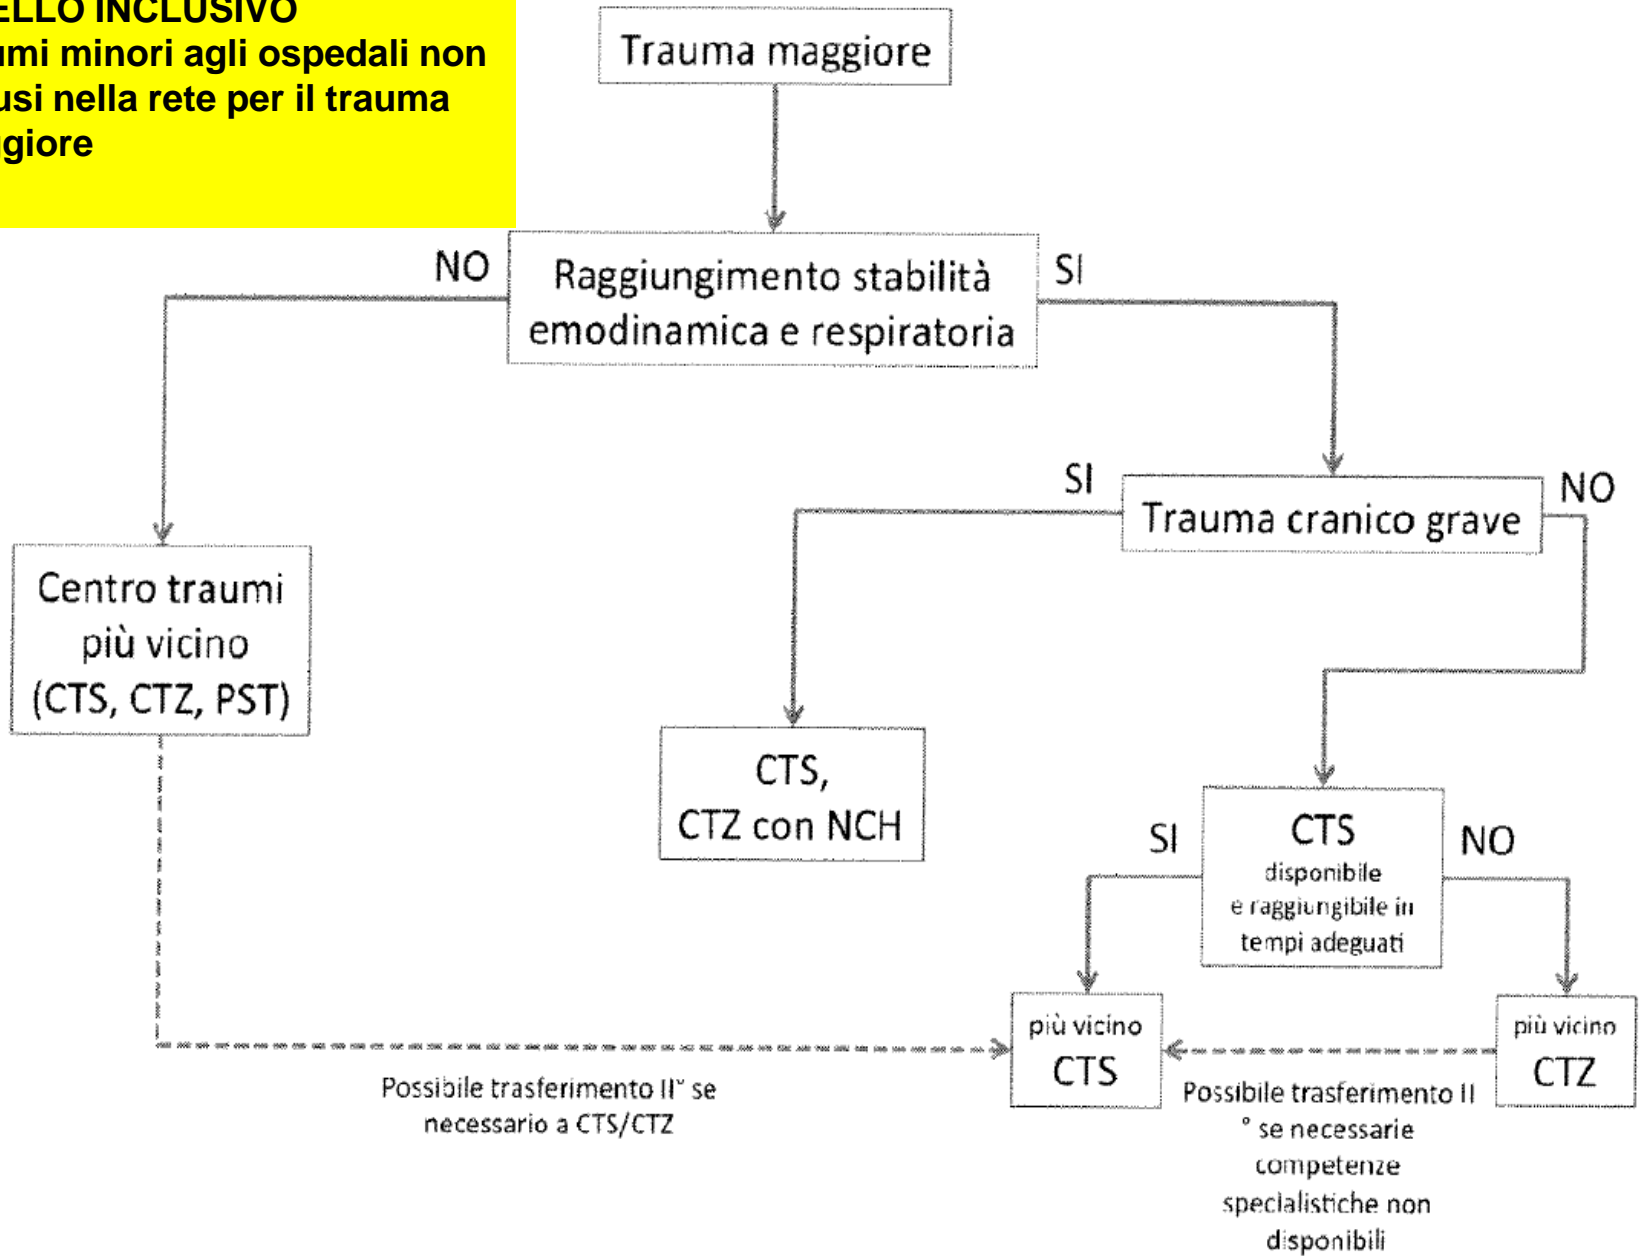 ELLO INCLUSIVO
umi minori agli ospedali non
usi nella rete per il trauma
ggiore
Trauma maggiore
NO
Raggiungimento stabilità
emodinamica e respiratoria
SI
SI
Trauma cranico grave
NO
Centro traumi
più vicino
(CTS, CTZ, PST)
CTS,
CTZ con NCH
SI
CTS
disponibile
e raggiungibile in
tempi adeguati
NO
più vicino
CTS
più vicino
CTZ
Possibile trasferimento II° se
necessario a CTS/CTZ
Possibile trasferimento II
° se necessarie
competenze
specialistiche non
disponibili